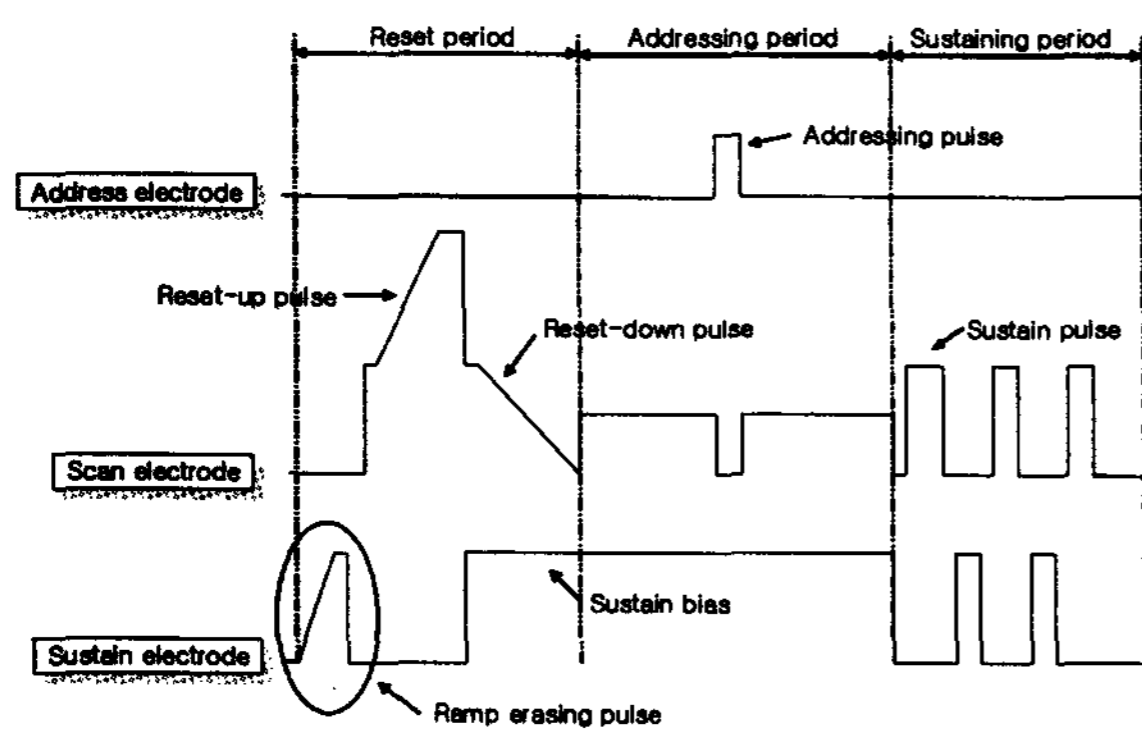 Reset period
Addressing period
Sustaining period
Addressing pulse
Address electrode
Reset-up pulse
Reset-down pulse
Sustain pulse
Scan electrode
Sustain bias
Sustain electrode
Ramp erasing pulse